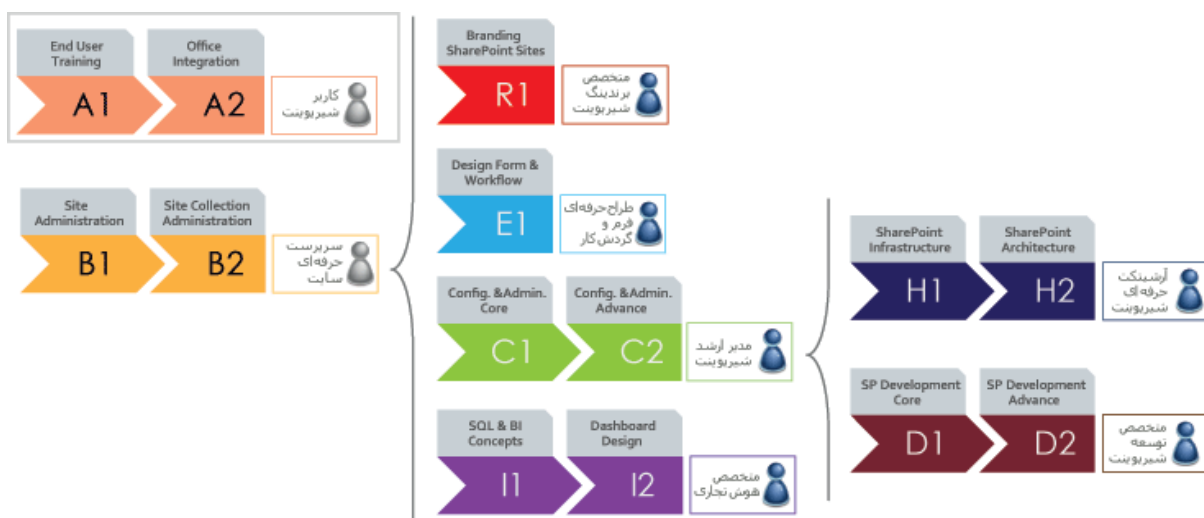 End User
Training
A1
Office
Integration
A2
کاربر
شیرپوینت
Site
Administration
B1
Site Collection
Administration
B2
سرپرست
حرفه‌ای
سایت
Branding
SharePoint Sites
R1
متخصص
برندینگ
شیرپوینت
Design Form &
Workflow
E1
طراح حرفه‌ای
فرم و
گردش کار
Config. &Admin.
Core
C1
Config. &Admin.
Advance
C2
مدیر ارشد
شیرپوینت
SQL & BI
Concepts
I1
Dashboard
Design
I2
متخصص
هوش تجاری
SharePoint
Infrastructure
H1
SharePoint
Architecture
H2
آرشیتکت
حرفه ای
شیرپوینت
SP Development
Core
D1
SP Development
Advance
D2
متخصص
توسعه
شیرپوینت